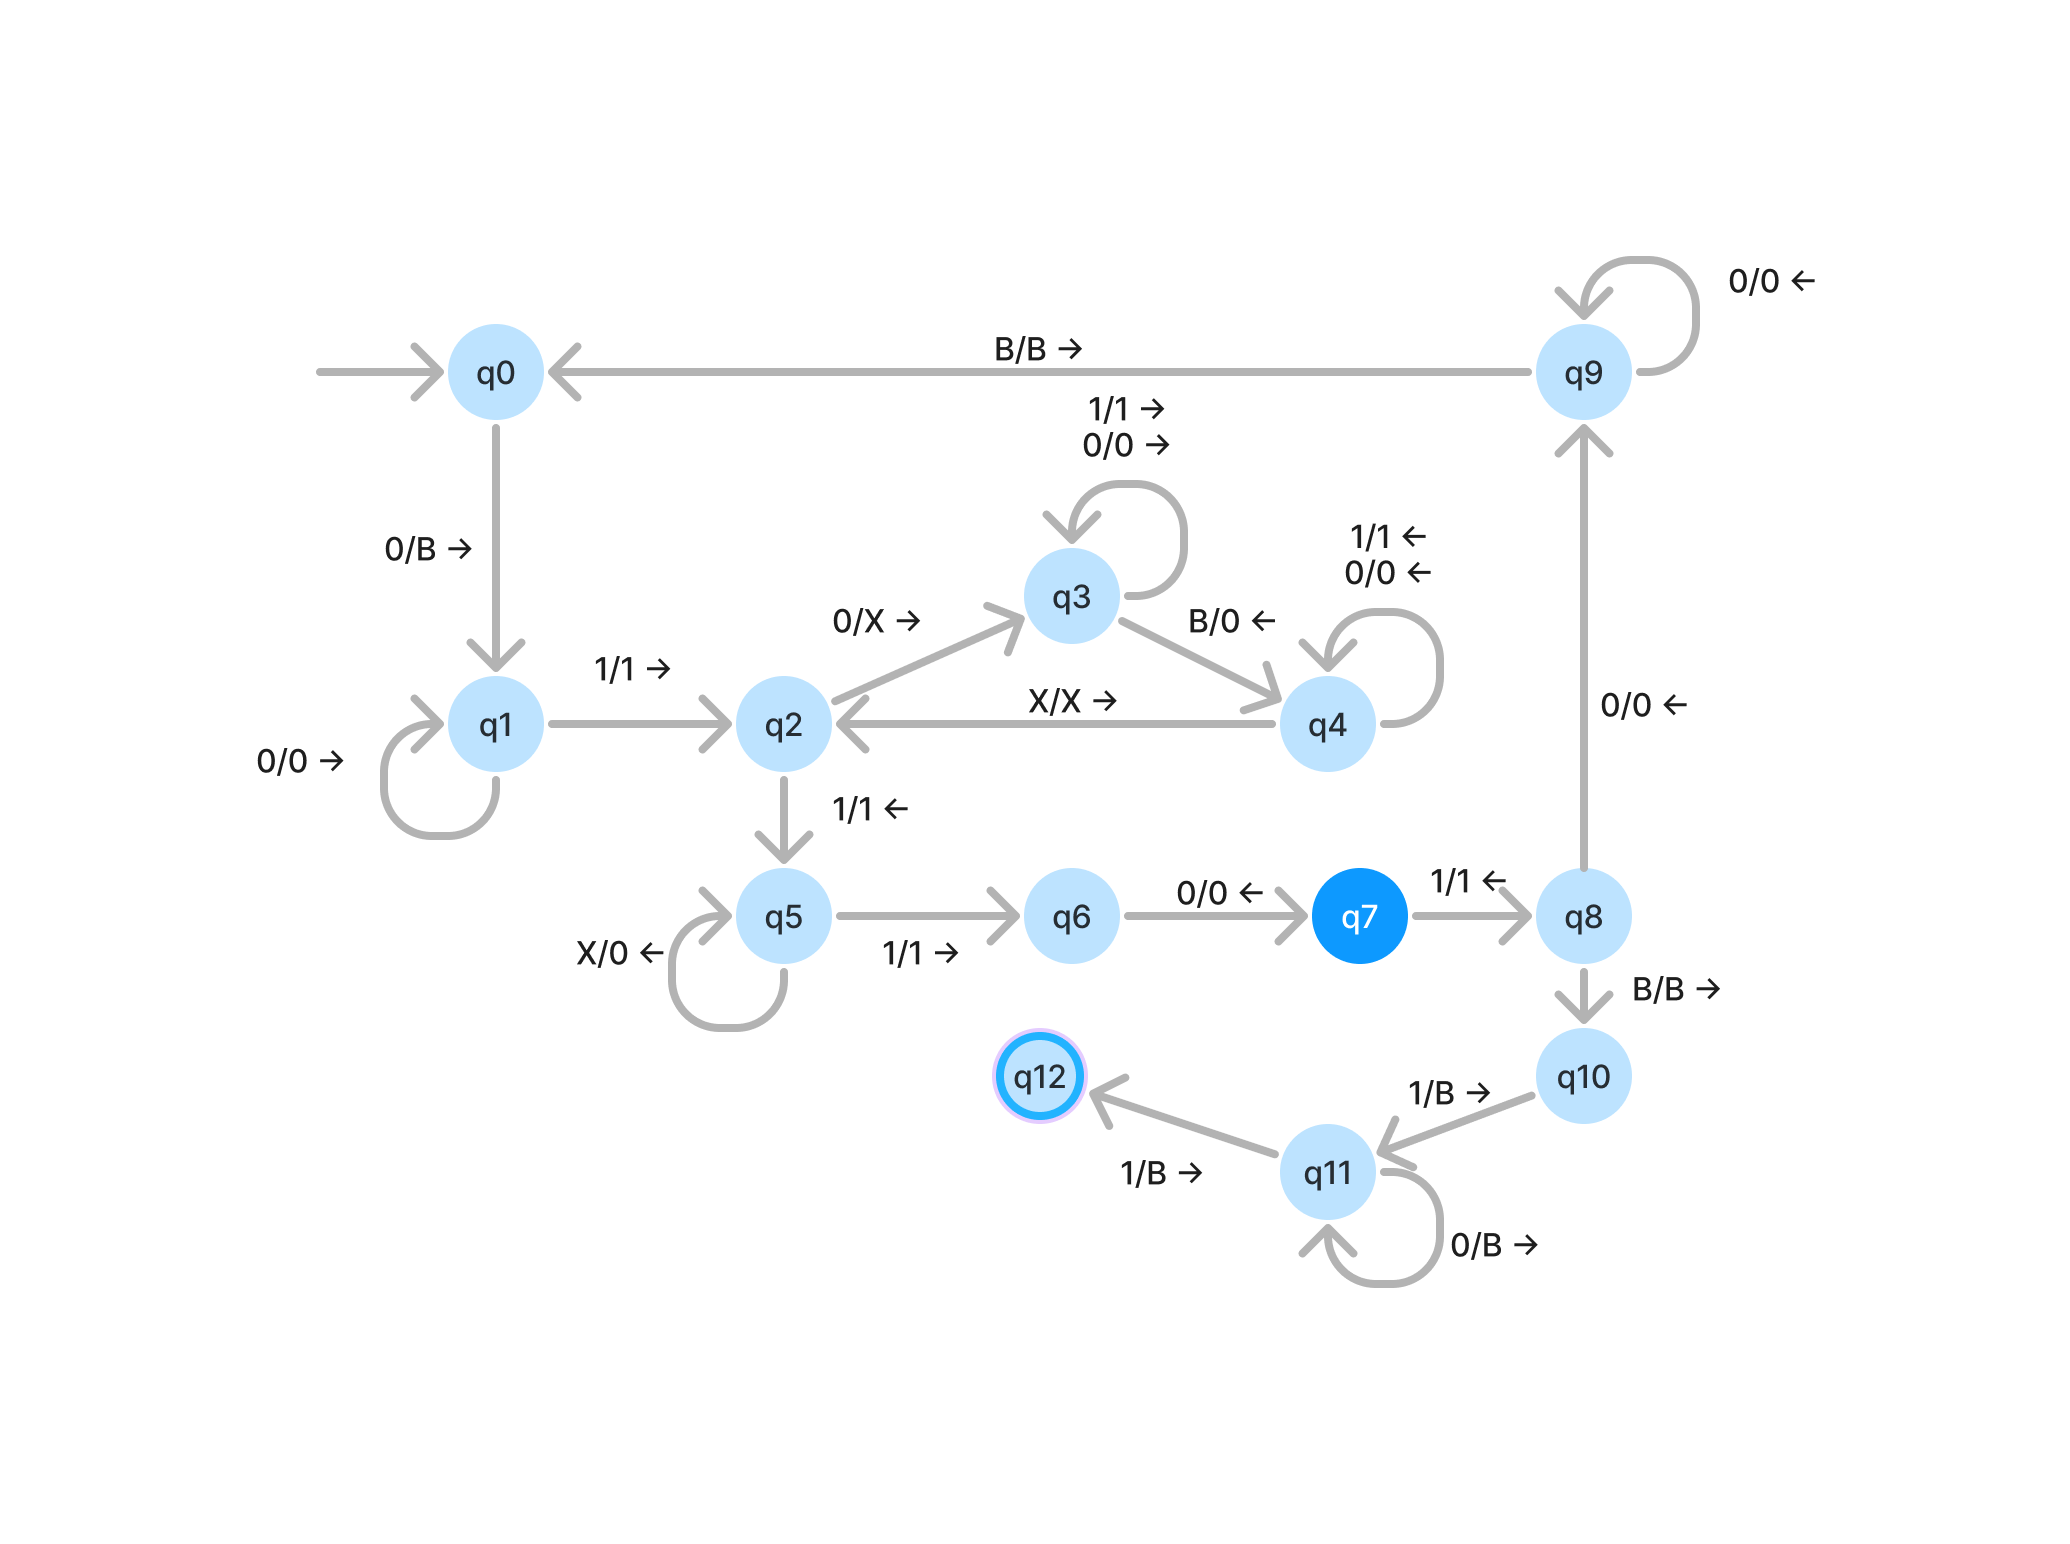 0/0 ←
B/B →
q0
q9
1/1 →
0/0 →
1/1 ←
0/0 ←
0/B →
q3
0/X →
B/0 ←
1/1 →
X/X →
0/0 ←
q1
q2
q4
0/0 →
1/1 ←
1/1 ←
0/0 ←
q5
q6
q7
q8
X/0 ←
1/1 →
B/B →
q12
q10
1/B →
1/B →
q11
0/B →